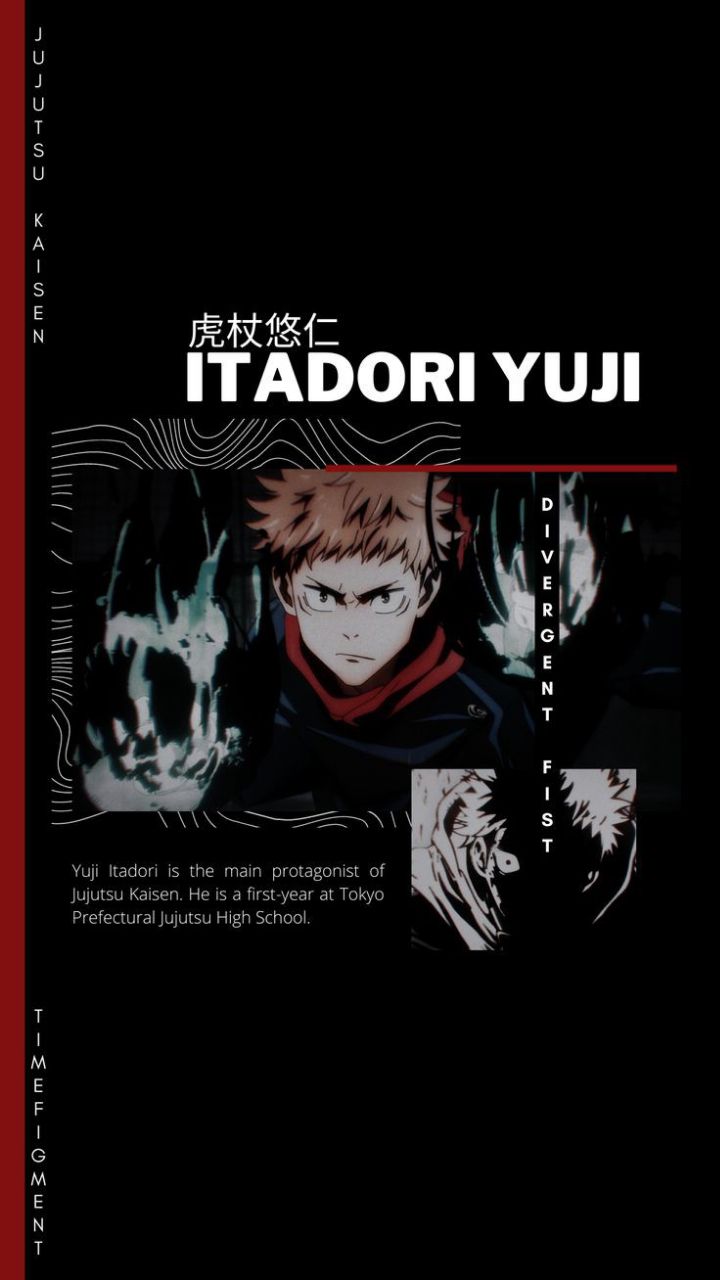 JUJUTSU KAISEN
虎杖悠仁
ITADORI YUJI
DIVERGENT FIST
Yuji Itadori is the main protagonist of
Jujutsu Kaisen. He is a first-year at Tokyo
Prefectural Jujutsu High School.
TIMEFIGMENT